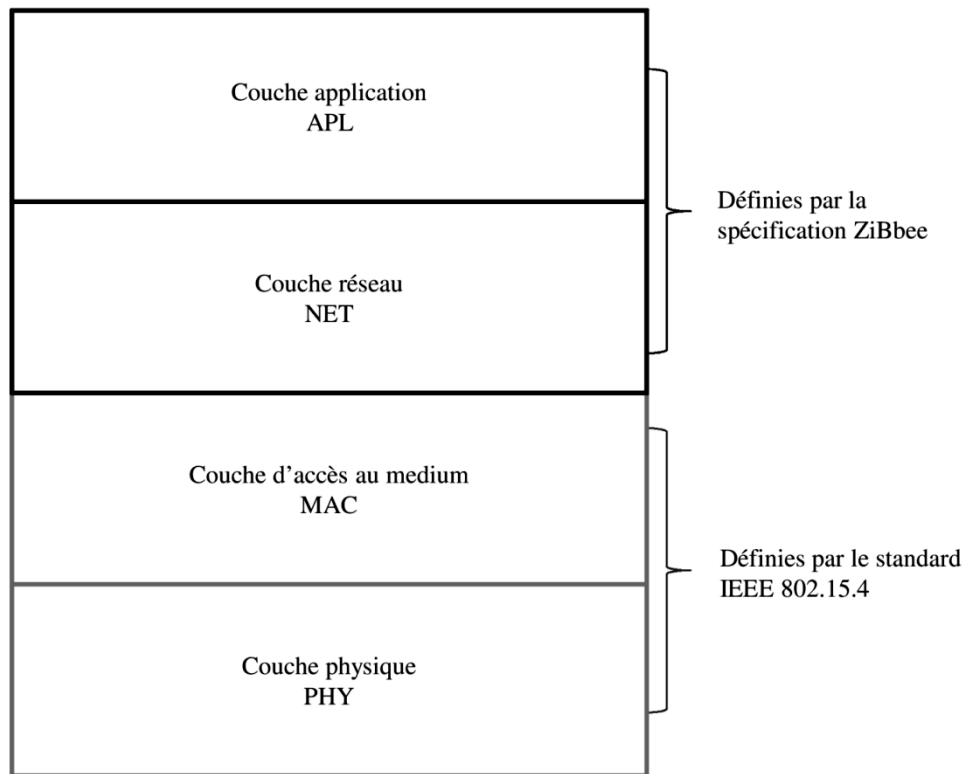 Couche application
APL
Définies par la
spécification ZiBbee
Couche réseau
NET
Couche d'accès au medium
MAC
Définies par le standard
IEEE 802.15.4
Couche physique
PHY